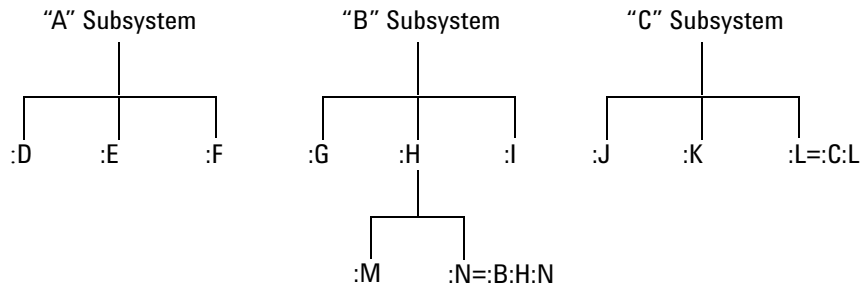 “A” Subsystem “B” Subsystem “C” Subsystem
:D :E :F :G :H :I :J :K :L=:C:L
:M :N=:B:H:N